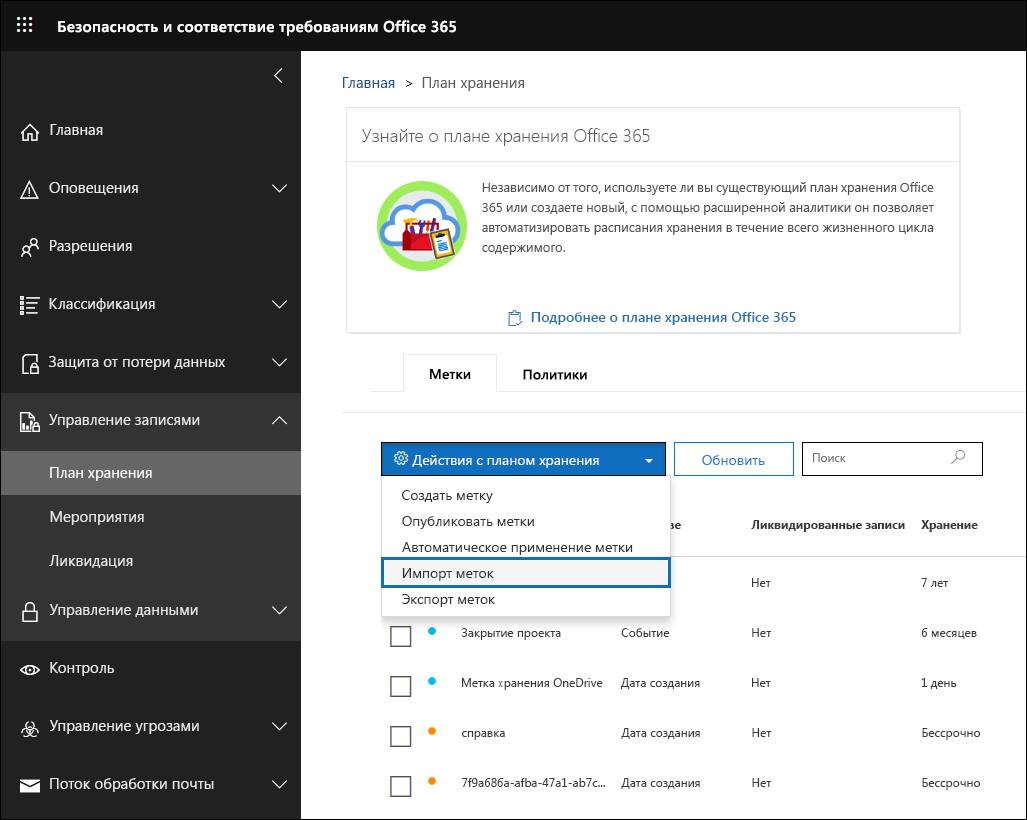 Безопасность и соответствие требованиям Office 365
Главная
Оповещения
Разрешения
Классификация
Защита от потери данных
Управление записями
План хранения
Мероприятия
Ликвидация
Управление данными
Контроль
Управление угрозами
Поток обработки почты
Главная > План хранения
Узнайте о плане хранения Office 365
Независимо от того, используете ли вы существующий план хранения Office
365 или создаете новый, с помощью расширенной аналитики он позволяет
автоматизировать расписания хранения в течение всего жизненного цикла
содержимого.
Подробнее о плане хранения Office 365
Метки Политики
Действия с планом хранения Обновить Поиск
Создать метку
Опубликовать метки
Автоматическое применение метки
Импорт меток
Экспорт меток
ве Ликвидированные записи Хранение
Нет 7 лет
Закрытие проекта Событие Нет 6 месяцев
Метка хранения OneDrive Дата создания Нет 1 день
справка Дата создания Нет Бессрочно
7f9a686a-afba-47a1-ab7c... Дата создания Нет Бессрочно